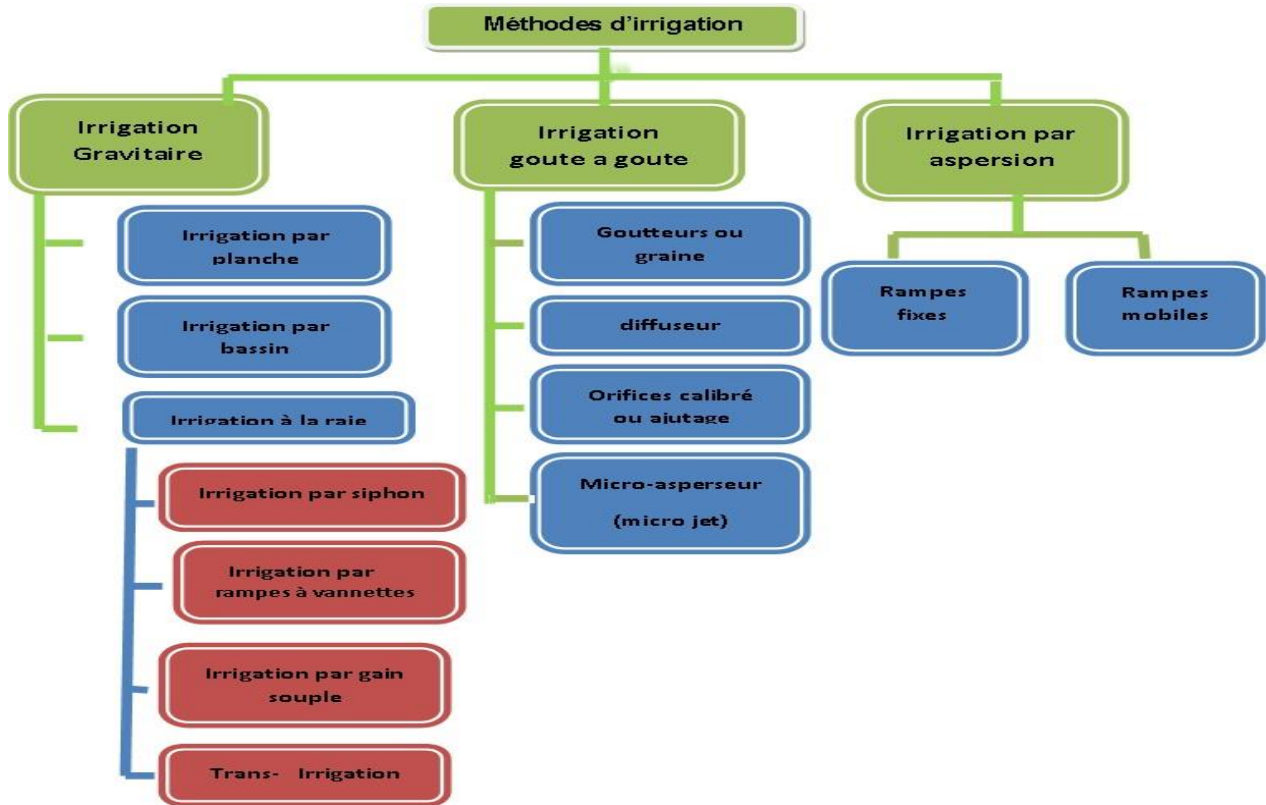 Méthodes d'irrigation
Irrigation
Gravitaire
Irrigation par
planche
Irrigation par
bassin
Irrigation à la raie
Irrigation par siphon
Irrigation par
rampes à vannettes
Irrigation par gain
souple
Trans- Irrigation
Irrigation
goute a goute
Goutteurs ou
graine
diffuseur
Orifices calibré
ou ajutage
Micro-asperseur
(micro jet)
Irrigation par
aspersion
Rampes
fixes
Rampes
mobiles